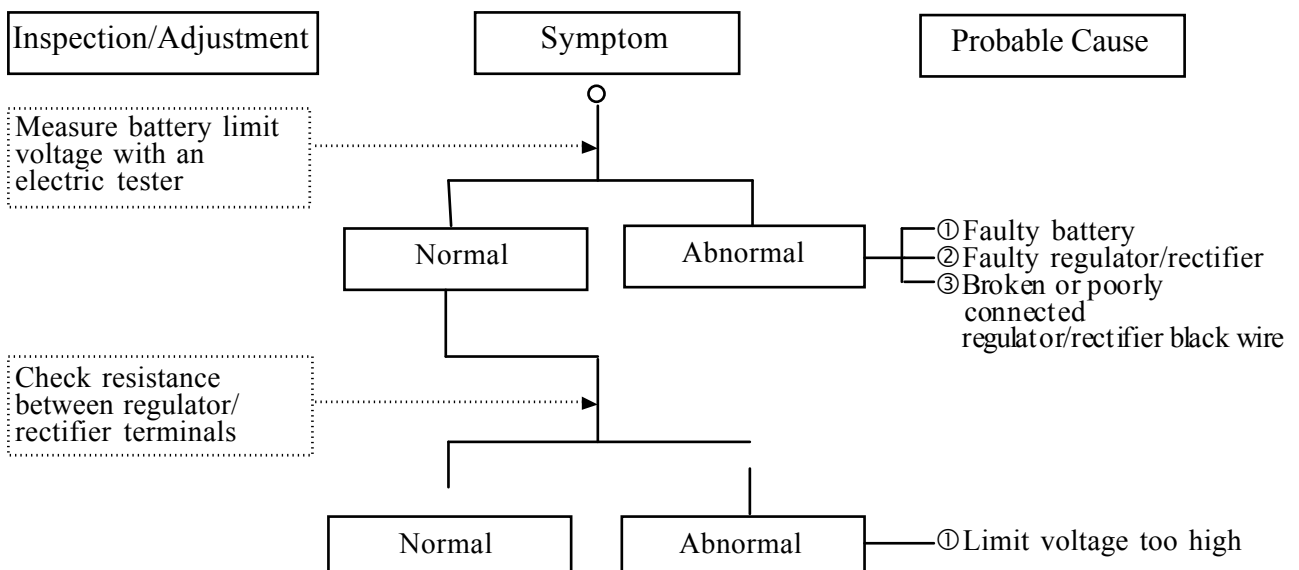 Inspection/Adjustment
Symptom
Probable Cause
Measure battery limit
voltage with an
electric tester
Normal
Abnormal
①Faulty battery
②Faulty regulator/rectifier
③Broken or poorly
connected
regulator/rectifier black wire
Check resistance
between regulator/
rectifier terminals
Normal
Abnormal
①Limit voltage too high